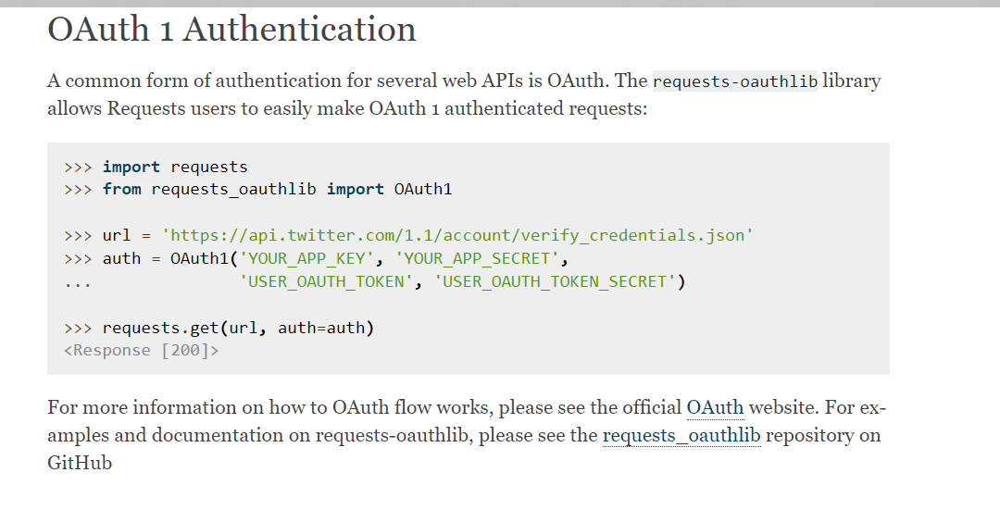 OAuth 1 Authentication
A common form of authentication for several web APIs is OAuth. The requests-oauthlib library
allows Requests users to easily make OAuth 1 authenticated requests:
>>> import requests
>>> from requests_oauthlib import OAuth1
>>> url = 'https://api.twitter.com/1.1/account/verify_credentials.json'
>>> auth = OAuth1('YOUR_APP_KEY', 'YOUR_APP_SECRET',
...               'USER_OAUTH_TOKEN', 'USER_OAUTH_TOKEN_SECRET')
>>> requests.get(url, auth=auth)
<Response [200]>
For more information on how to OAuth flow works, please see the official OAuth website. For ex-
amples and documentation on requests-oauthlib, please see the requests_oauthlib repository on
GitHub